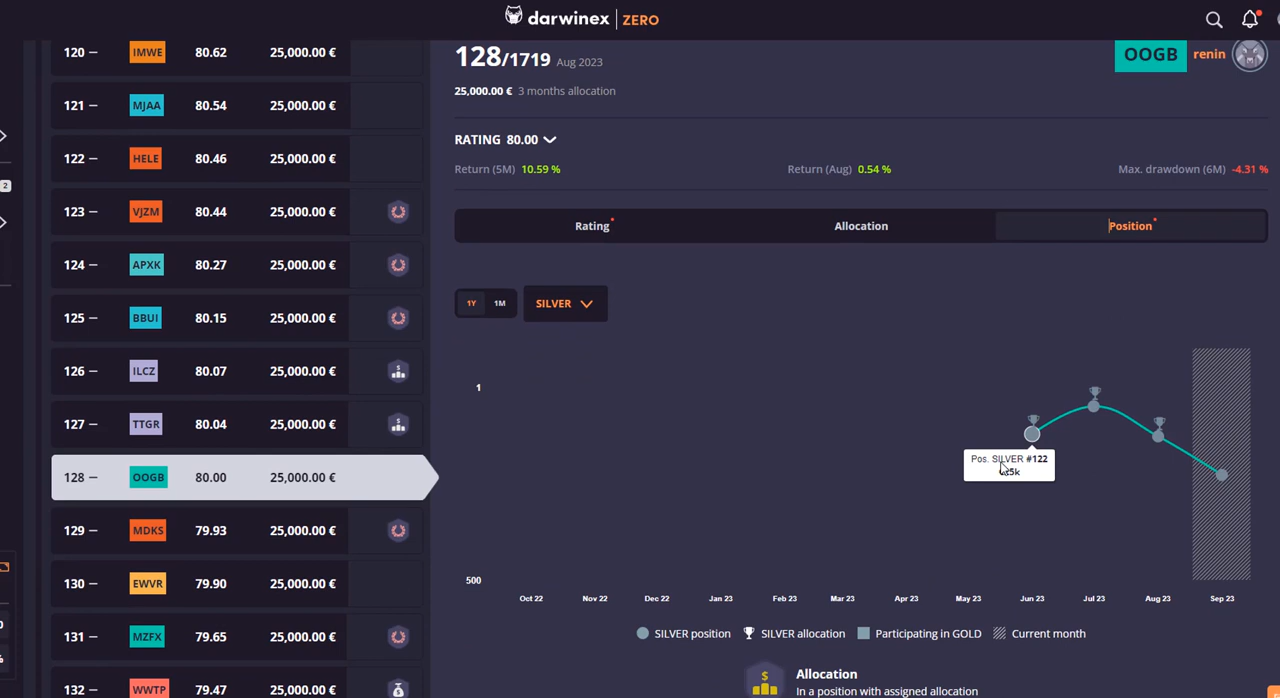 darwinex | ZERO
120 – IMWE 80.62 25,000.00 €
121 – MJAA 80.54 25,000.00 €
122 – HELE 80.46 25,000.00 €
123 – VJZM 80.44 25,000.00 €
124 – APXK 80.27 25,000.00 €
125 – BBUI 80.15 25,000.00 €
126 – ILCZ 80.07 25,000.00 €
127 – TTGR 80.04 25,000.00 €
128 – OOGB 80.00 25,000.00 €
129 – MDKS 79.93 25,000.00 €
130 – EWVR 79.90 25,000.00 €
131 – MZFX 79.65 25,000.00 €
132 – WWTP 79.47 25,000.00 €
2
%
128/1719 Aug 2023
OOGB renin
25,000.00 € 3 months allocation
RATING 80.00
Return (5M) 10.59 % Return (Aug) 0.54 % Max. drawdown (6M) -4.31 %
Rating Allocation Position
1Y 1M SILVER
1
Pos. SILVER #122
500
Oct 22 Nov 22 Dec 22 Jan 23 Feb 23 Mar 23 Apr 23 May 23 Jun 23 Jul 23 Aug 23 Sep 23
SILVER position SILVER allocation Participating in GOLD Current month
Allocation
In a position with assigned allocation